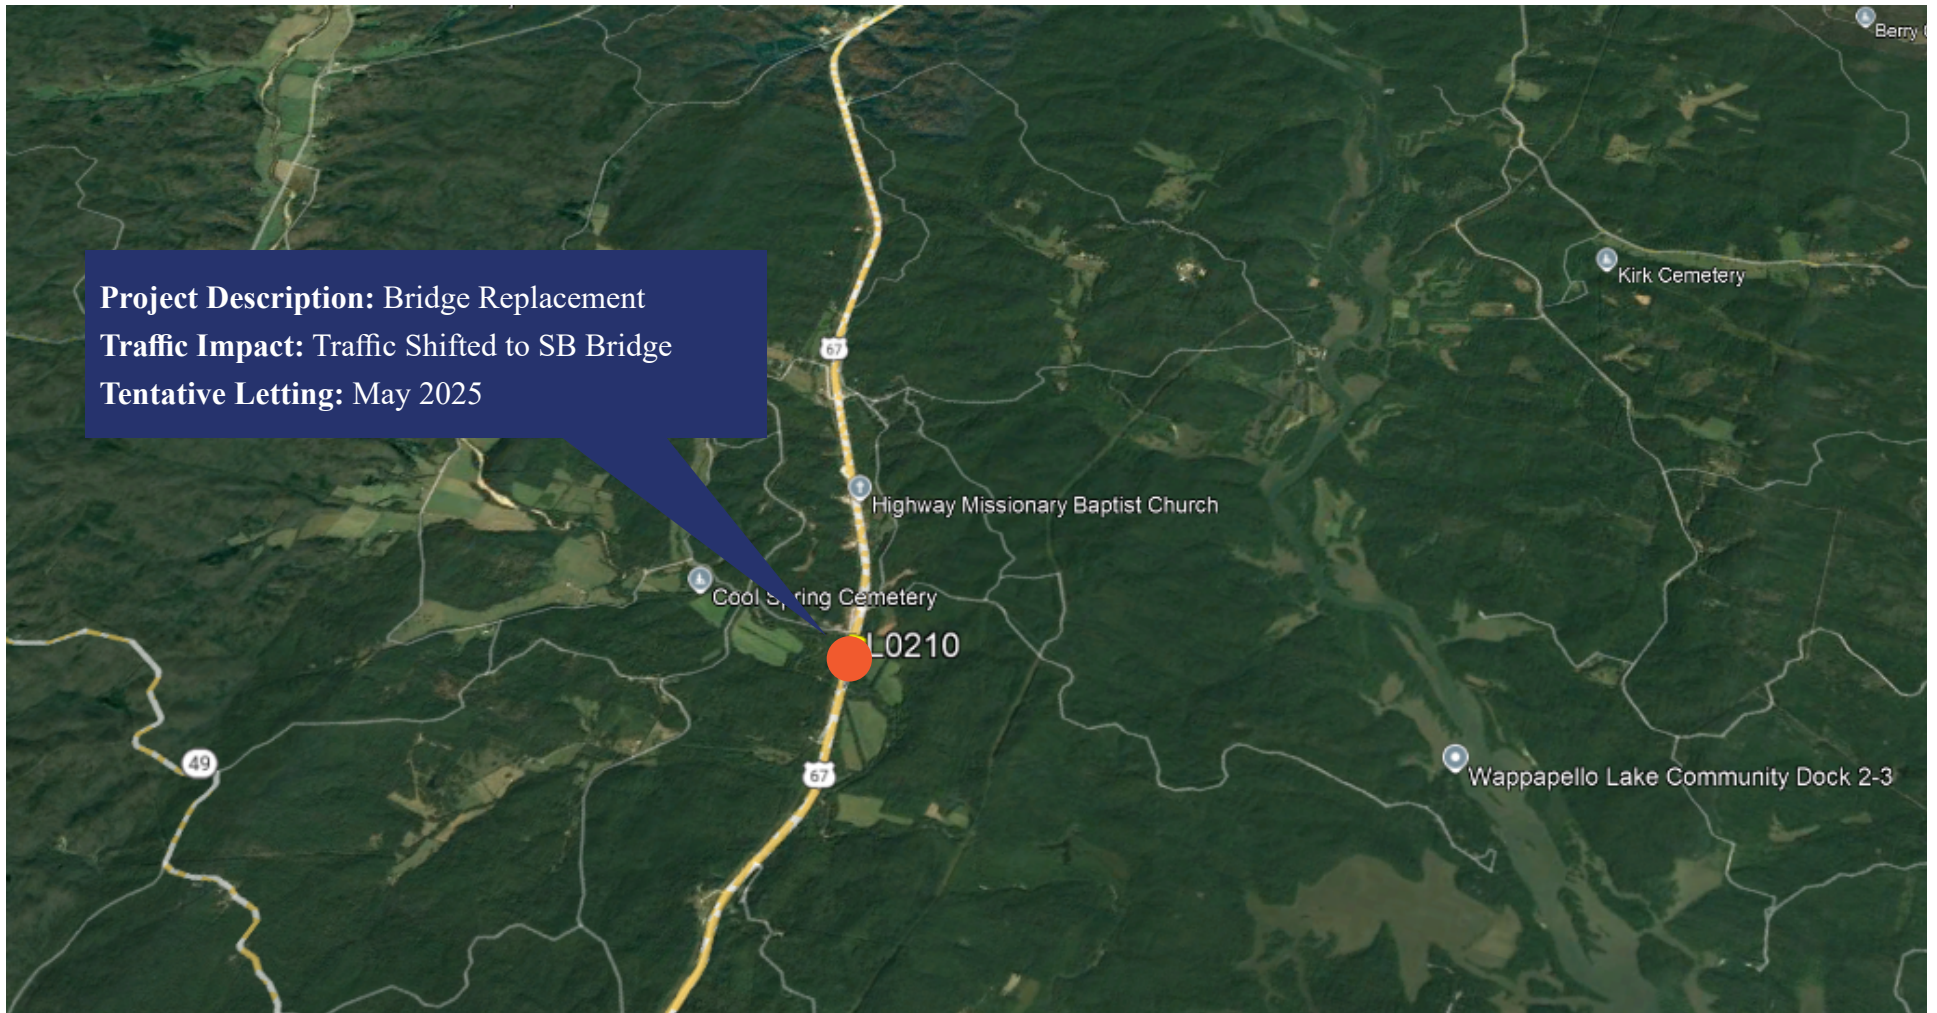 Berry
Kirk Cemetery
Project Description: Bridge Replacement
Traffic Impact: Traffic Shifted to SB Bridge
Tentative Letting: May 2025
67
Highway Missionary Baptist Church
Cool Spring Cemetery
L0210
49
67
Wappapello Lake Community Dock 2-3